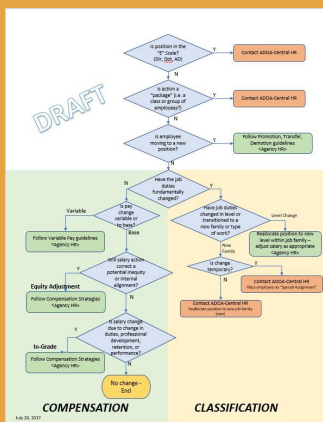 Is position in the
"E" Scale?
(Dir, Dot, AD)
Y
Contact ADOA-Central HR
N
DRAFT
Is action a
"package" (i.e. a
class or group of
employees?)
Y
Contact ADOA-Central HR
N
Is employee
moving to a new
position?
Y
Follow Promotion, Transfer,
Demotion guidelines
<Agency HR>
N
Have the job
duties
fundamentally
changed?
N
Y
Is pay
change
variable or
to base?
Variable
Base
Follow Variable Pay guidelines
<Agency HR>
Have job duties
changed in level or
transitioned to a
new family or type
of work?
Level Change
Reallocate position to new
level within job family –
adjust salary as appropriate
<Agency HR>
New
Family
Will salary action
correct a
potential inequity
or internal
alignment?
Y
Equity Adjustment
Follow Compensation Strategies
<Agency HR>
N
Is change
temporary?
Y
N
Contact ADOA-Central HR
Place employee on "Special Assignment"
Contact ADOA-Central HR
Reallocate position to new job family
Is salary change
due to change in
duties, professional
development,
retention, or
performance?
Y
In-Grade
Follow Compensation Strategies
<Agency HR>
N
No change -
End
COMPENSATION
CLASSIFICATION
July 26, 2017